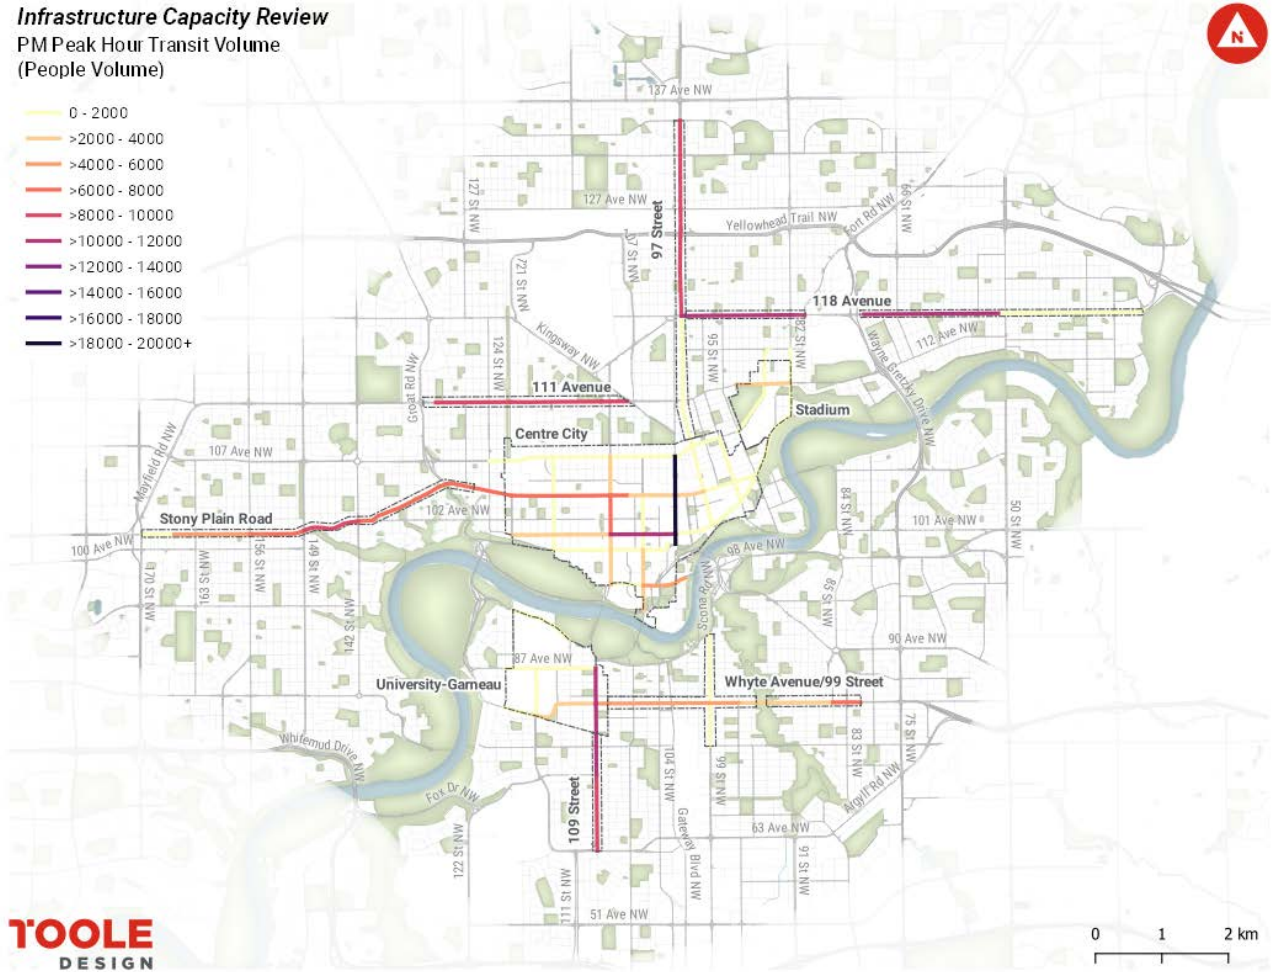 Infrastructure Capacity Review
PM Peak Hour Transit Volume
(People Volume)
N
0 - 2000
>2000 - 4000
>4000 - 6000
>6000 - 8000
>8000 - 10000
>10000 - 12000
>12000 - 14000
>14000 - 16000
>16000 - 18000
>18000 - 20000+
137 Ave NW
127 St NW
127 Ave NW
66 St NW
Fort Rd NW
Yellowhead Trail NW
97 Street
107 St NW
121 St NW
118 Avenue
Kingsway NW
95 St NW
82 St NW
Wayne Gretzky Drive NW
112 Ave NW
124 St NW
111 Avenue
Groat Rd NW
Stadium
Centre City
Mayfield Rd NW
107 Ave NW
102 Ave NW
Stony Plain Road
100 Ave NW
84 St NW
101 Ave NW
50 St NW
98 Ave NW
170 St NW
163 St NW
156 St NW
149 St NW
142 St NW
Scona Rd NW
85 St NW
90 Ave NW
87 Ave NW
University-Garneau
Whyte Avenue/99 Street
Whitemud Drive NW
Fox Dr NW
104 St NW
99 St NW
83 St NW
75 St NW
Argyll Rd NW
109 Street
Gateway Blvd NW
63 Ave NW
122 St NW
111 St NW
91 St NW
51 Ave NW
TOOLE
DESIGN
0 1 2 km